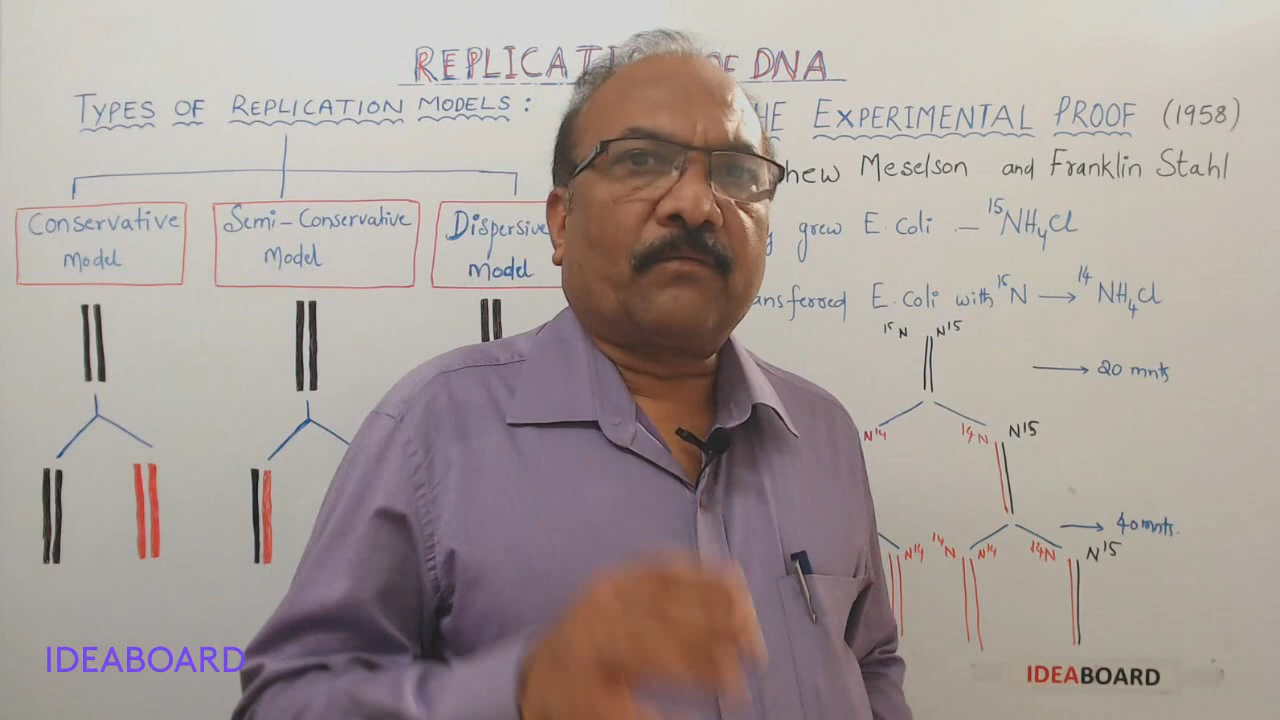 REPLICATI OF DNA
TYPES OF REPLICATION MODELS :
Conservative
Model
Semi-Conservative
Model
Dispersive
Model
HE EXPERIMENTAL PROOF (1958)
hew Meselson and Franklin Stahl
y grew E. Coli – ¹⁵NH4Cl
ansferred E. Coli with ¹⁵N → ¹⁴NH4Cl
¹⁵N N¹⁵
→ 20 mnts
N¹⁴ ¹⁴N N¹⁵
→ 40 mnts.
N¹⁴ ¹⁴N N¹⁴ ¹⁴N N¹⁵
IDEABOARD
IDEABOARD